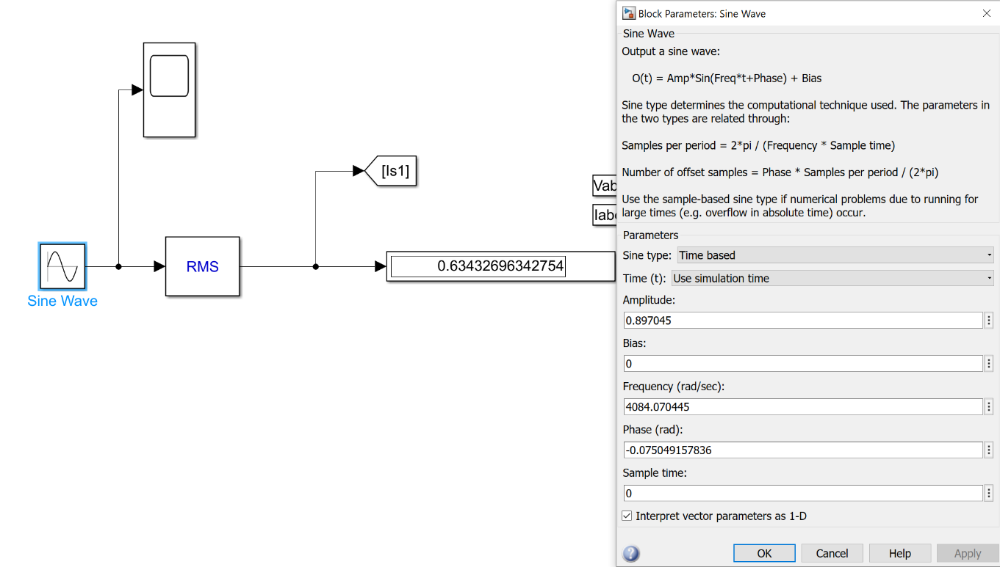 [Is1]
Vab
Iabc
RMS
0.63432696342754
Sine Wave
Block Parameters: Sine Wave
Sine Wave
Output a sine wave:
O(t) = Amp*Sin(Freq*t+Phase) + Bias
Sine type determines the computational technique used. The parameters in
the two types are related through:
Samples per period = 2*pi / (Frequency * Sample time)
Number of offset samples = Phase * Samples per period / (2*pi)
Use the sample-based sine type if numerical problems due to running for
large times (e.g. overflow in absolute time) occur.
Parameters
Sine type: Time based
Time (t): Use simulation time
Amplitude:
0.897045
Bias:
0
Frequency (rad/sec):
4084.070445
Phase (rad):
-0.075049157836
Sample time:
0
Interpret vector parameters as 1-D
OK Cancel Help Apply